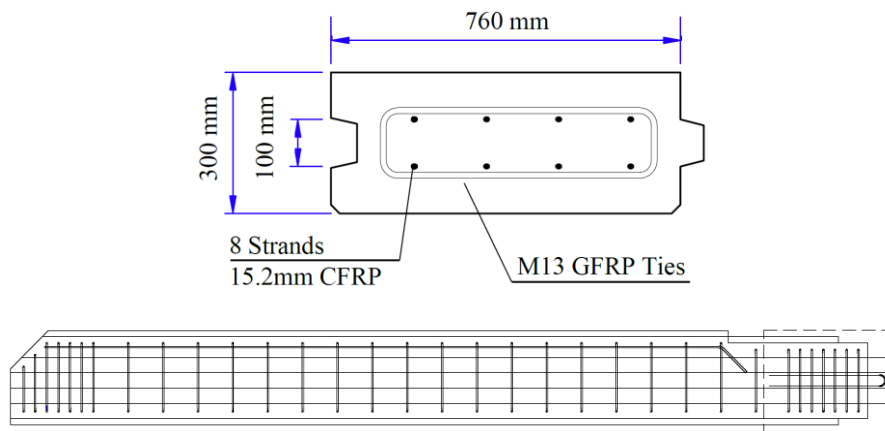 760 mm
300 mm
100 mm
8 Strands
15.2mm CFRP
M13 GFRP Ties